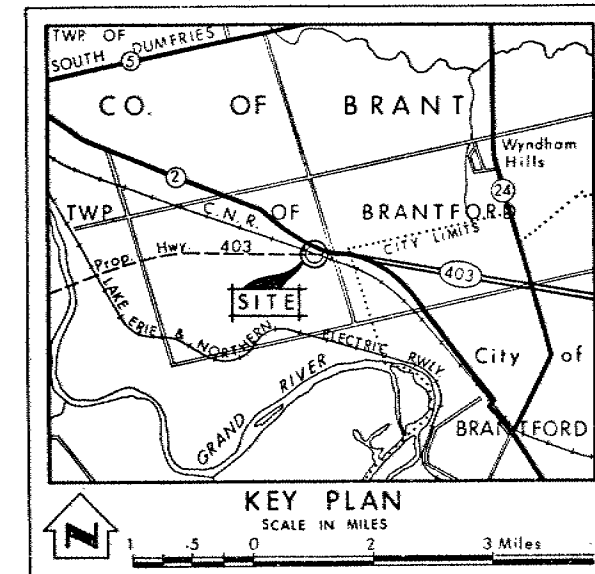 TWP OF
SOUTH DUMFRIES
5
CO. OF BRANT
Wyndham
Hills
2
24
TWP OF BRANTFORD
C.N.R.
CITY LIMITS
Prop. Hwy. 403
403
SITE
LAKE ERIE & NORTHERN ELECTRIC RWLY.
City of
GRAND RIVER
BRANTFORD
KEY PLAN
SCALE IN MILES
N
1 .5 0 2 3 Miles